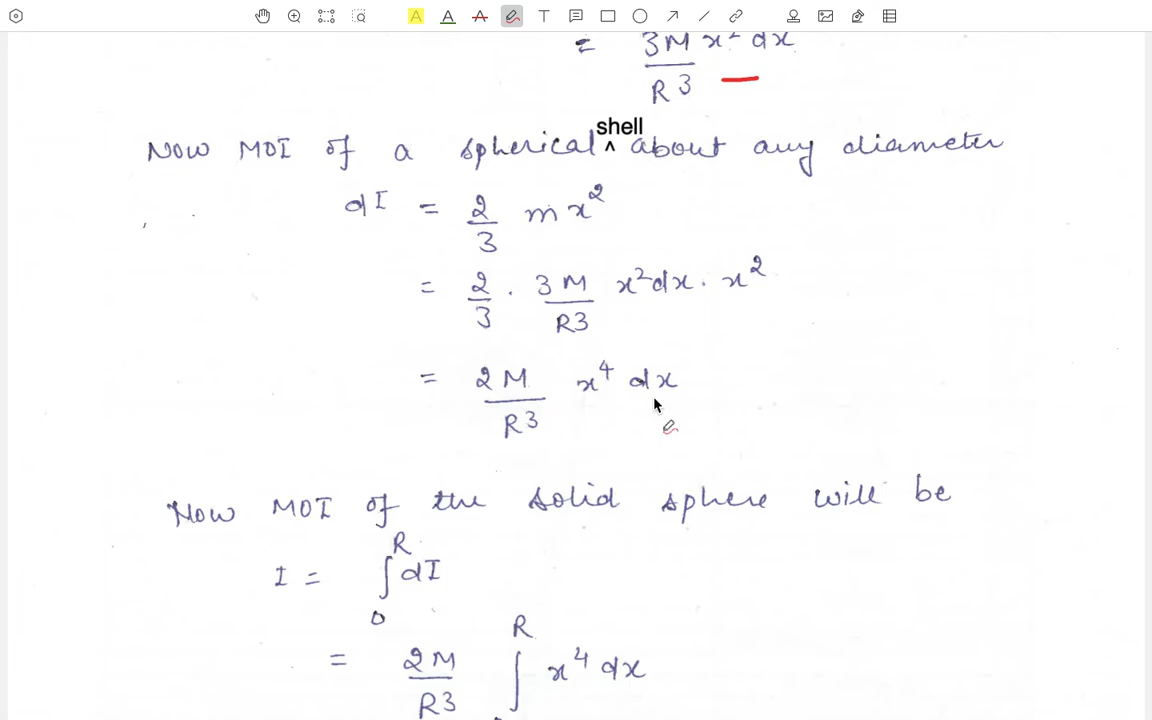 = 3M/R³ x² dx
Now MOI of a spherical shell ^ about any diameter
dI = 2/3 m x²
= 2/3 . 3M/R3 x²dx . x²
= 2M/R3 x⁴ dx
Now MOI of the solid sphere will be
I = ∫₀ᴿ dI
= 2M/R3 ∫ᴿ x⁴ dx